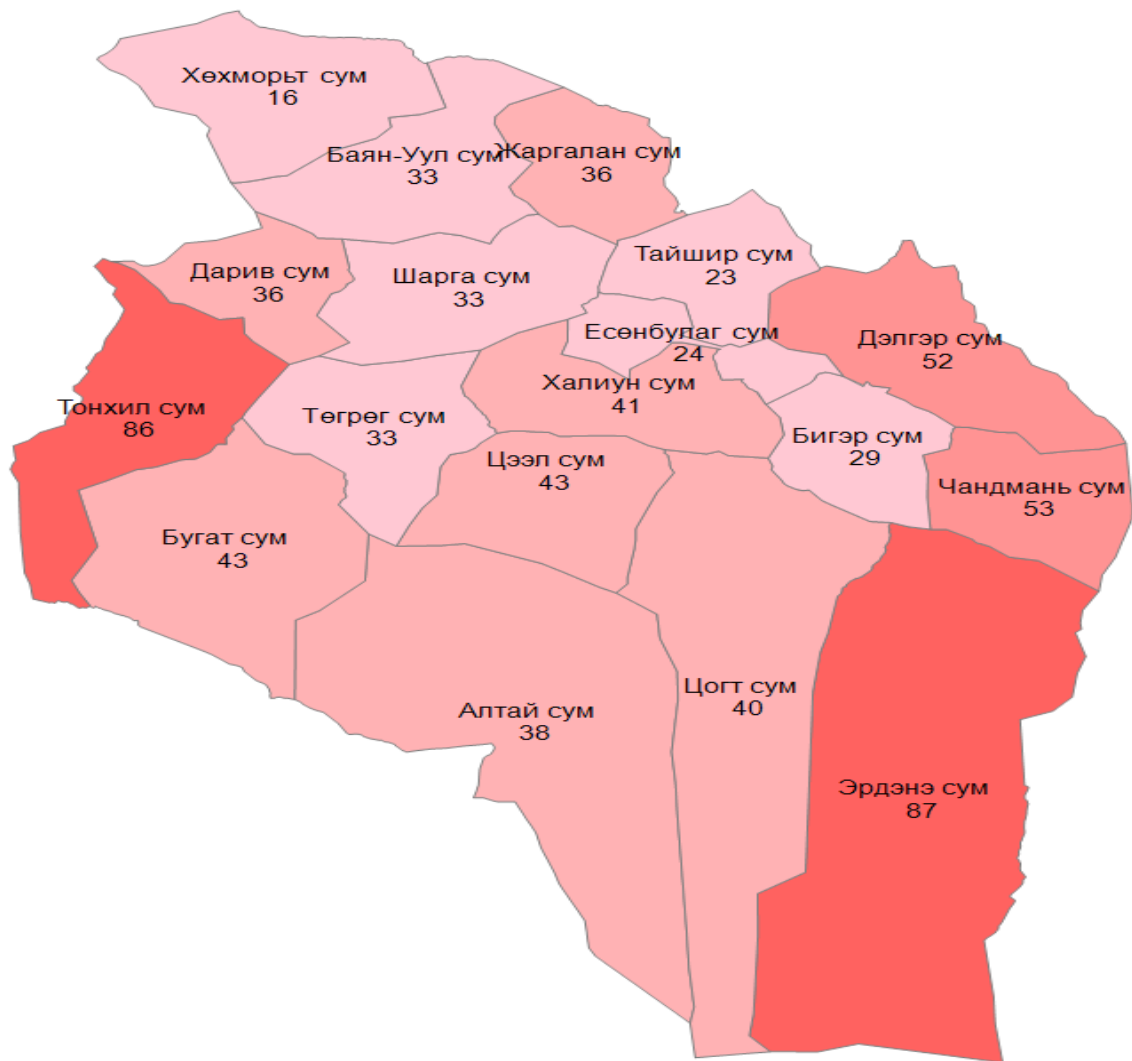 Хөхморьт сум
16
Баян-Уул сум
33
Жаргалан сум
36
Тайшир сум
23
Дарив сум
36
Шарга сум
33
Есөнбулаг сум
24
Дэлгэр сум
52
Халиун сум
41
Тонхил сум
86
Төгрөг сум
33
Бигэр сум
29
Цээл сум
43
Чандмань сум
53
Бугат сум
43
Цогт сум
40
Алтай сум
38
Эрдэнэ сум
87